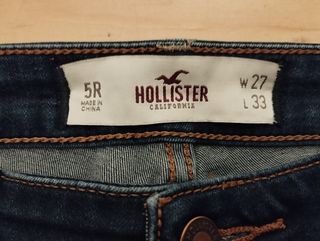 5R
MADE IN
CHINA
HOLLISTER
CALIFORNIA
W 27
L 33